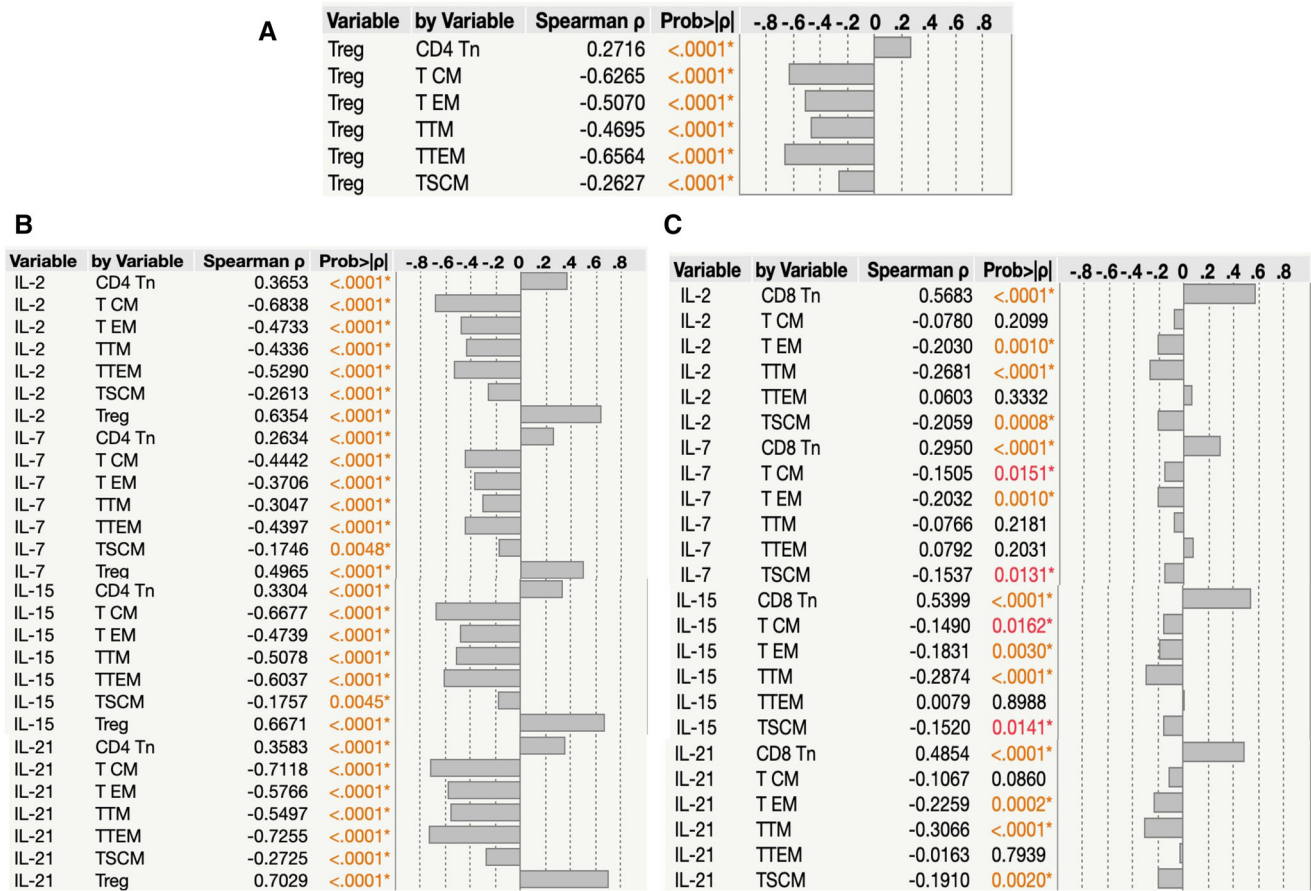 A
Variable by Variable Spearman ρ Prob>|ρ| -.8 -.6 -.4 -.2 0 .2 .4 .6 .8
Treg CD4 Tn 0.2716 <.0001*
Treg T CM -0.6265 <.0001*
Treg T EM -0.5070 <.0001*
Treg TTM -0.4695 <.0001*
Treg TTEM -0.6564 <.0001*
Treg TSCM -0.2627 <.0001*
B
Variable by Variable Spearman ρ Prob>|ρ| -.8 -.6 -.4 -.2 0 .2 .4 .6 .8
IL-2 CD4 Tn 0.3653 <.0001*
IL-2 T CM -0.6838 <.0001*
IL-2 T EM -0.4733 <.0001*
IL-2 TTM -0.4336 <.0001*
IL-2 TTEM -0.5290 <.0001*
IL-2 TSCM -0.2613 <.0001*
IL-2 Treg 0.6354 <.0001*
IL-7 CD4 Tn 0.2634 <.0001*
IL-7 T CM -0.4442 <.0001*
IL-7 T EM -0.3706 <.0001*
IL-7 TTM -0.3047 <.0001*
IL-7 TTEM -0.4397 <.0001*
IL-7 TSCM -0.1746 0.0048*
IL-7 Treg 0.4965 <.0001*
IL-15 CD4 Tn 0.3304 <.0001*
IL-15 T CM -0.6677 <.0001*
IL-15 T EM -0.4739 <.0001*
IL-15 TTM -0.5078 <.0001*
IL-15 TTEM -0.6037 <.0001*
IL-15 TSCM -0.1757 0.0045*
IL-15 Treg 0.6671 <.0001*
IL-21 CD4 Tn 0.3583 <.0001*
IL-21 T CM -0.7118 <.0001*
IL-21 T EM -0.5766 <.0001*
IL-21 TTM -0.5497 <.0001*
IL-21 TTEM -0.7255 <.0001*
IL-21 TSCM -0.2725 <.0001*
IL-21 Treg 0.7029 <.0001*
C
Variable by Variable Spearman ρ Prob>|ρ| -.8 -.6 -.4 -.2 0 .2 .4 .6 .8
IL-2 CD8 Tn 0.5683 <.0001*
IL-2 T CM -0.0780 0.2099
IL-2 T EM -0.2030 0.0010*
IL-2 TTM -0.2681 <.0001*
IL-2 TTEM 0.0603 0.3332
IL-2 TSCM -0.2059 0.0008*
IL-7 CD8 Tn 0.2950 <.0001*
IL-7 T CM -0.1505 0.0151*
IL-7 T EM -0.2032 0.0010*
IL-7 TTM -0.0766 0.2181
IL-7 TTEM 0.0792 0.2031
IL-7 TSCM -0.1537 0.0131*
IL-15 CD8 Tn 0.5399 <.0001*
IL-15 T CM -0.1490 0.0162*
IL-15 T EM -0.1831 0.0030*
IL-15 TTM -0.2874 <.0001*
IL-15 TTEM 0.0079 0.8988
IL-15 TSCM -0.1520 0.0141*
IL-21 CD8 Tn 0.4854 <.0001*
IL-21 T CM -0.1067 0.0860
IL-21 T EM -0.2259 0.0002*
IL-21 TTM -0.3066 <.0001*
IL-21 TTEM -0.0163 0.7939
IL-21 TSCM -0.1910 0.0020*